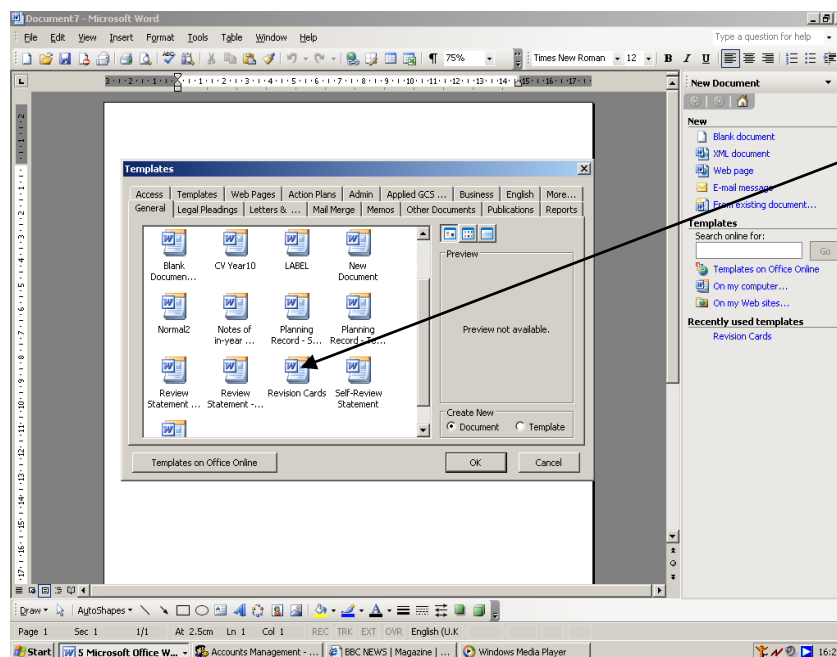 Document7 - Microsoft Word
File Edit View Insert Format Tools Table Window Help Type a question for help
75% Times New Roman 12 B I U
New Document
New
Blank document
XML document
Web page
E-mail message
From existing document...
Templates
Search online for:
Go
Templates on Office Online
On my computer...
On my Web sites...
Recently used templates
Revision Cards
Templates
Access Templates Web Pages Action Plans Admin Applied GCS ... Business English More...
General Legal Pleadings Letters & ... Mail Merge Memos Other Documents Publications Reports
Blank Documen...
CV Year10
LABEL
New Document
Normal2
Notes of in-year ...
Planning Record - S...
Planning Record - To...
Review Statement ...
Review Statement -...
Revision Cards
Self-Review Statement
Preview
Preview not available.
Create New
Document Template
Templates on Office Online OK Cancel
Draw AutoShapes
Page 1 Sec 1 1/1 At 2.5cm Ln 1 Col 1 REC TRK EXT OVR English (U.K
Start 5 Microsoft Office W... Accounts Management - ... BBC NEWS | Magazine | ... Windows Media Player 16:2